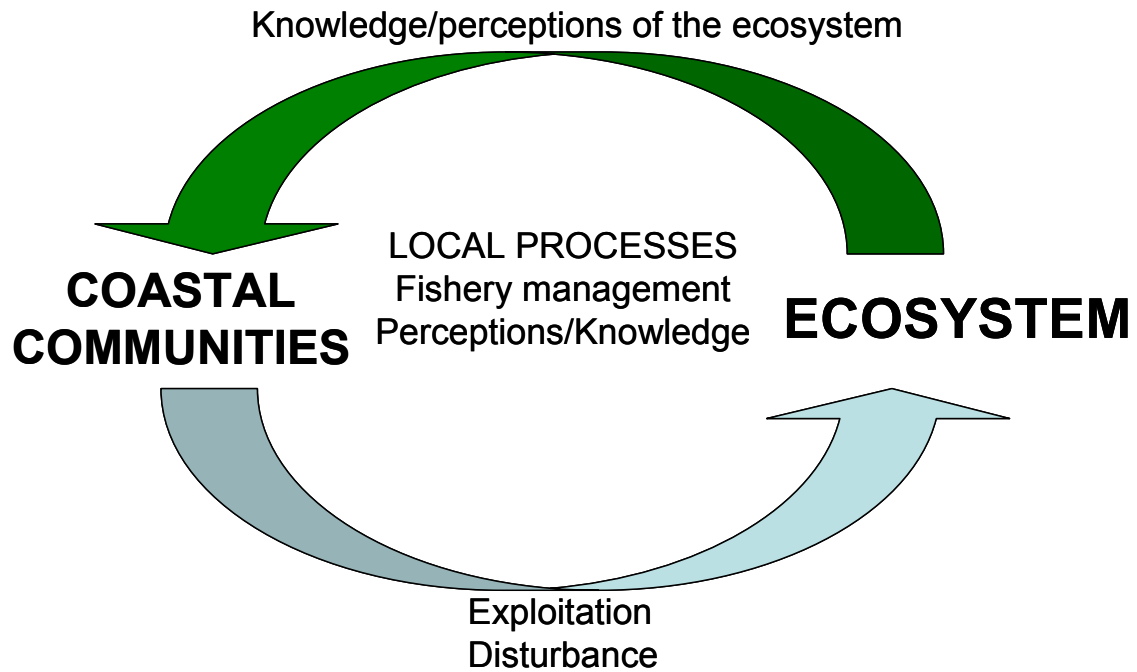 Knowledge/perceptions of the ecosystem
LOCAL PROCESSES
Fishery management
Perceptions/Knowledge
COASTAL
COMMUNITIES
ECOSYSTEM
Exploitation
Disturbance